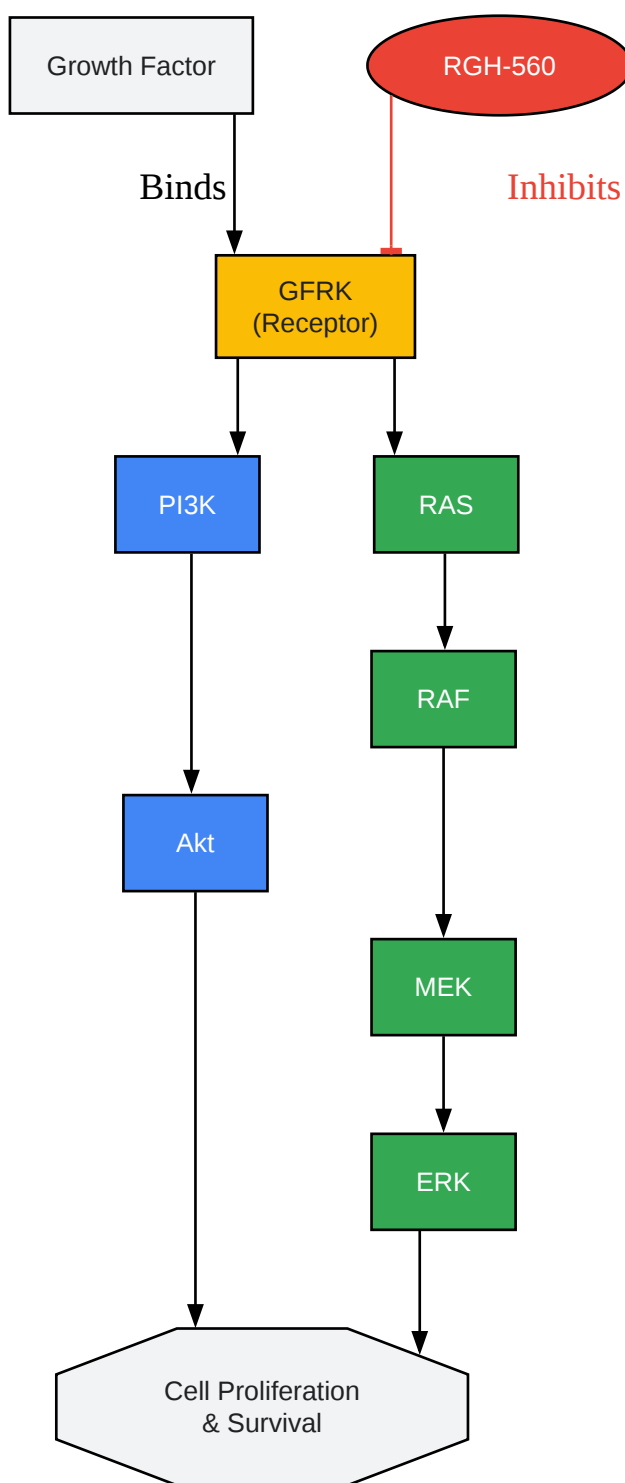 Growth Factor
RGH-560
Binds
Inhibits
GFRK
(Receptor)
PI3K
RAS
RAF
Akt
MEK
ERK
Cell Proliferation
& Survival